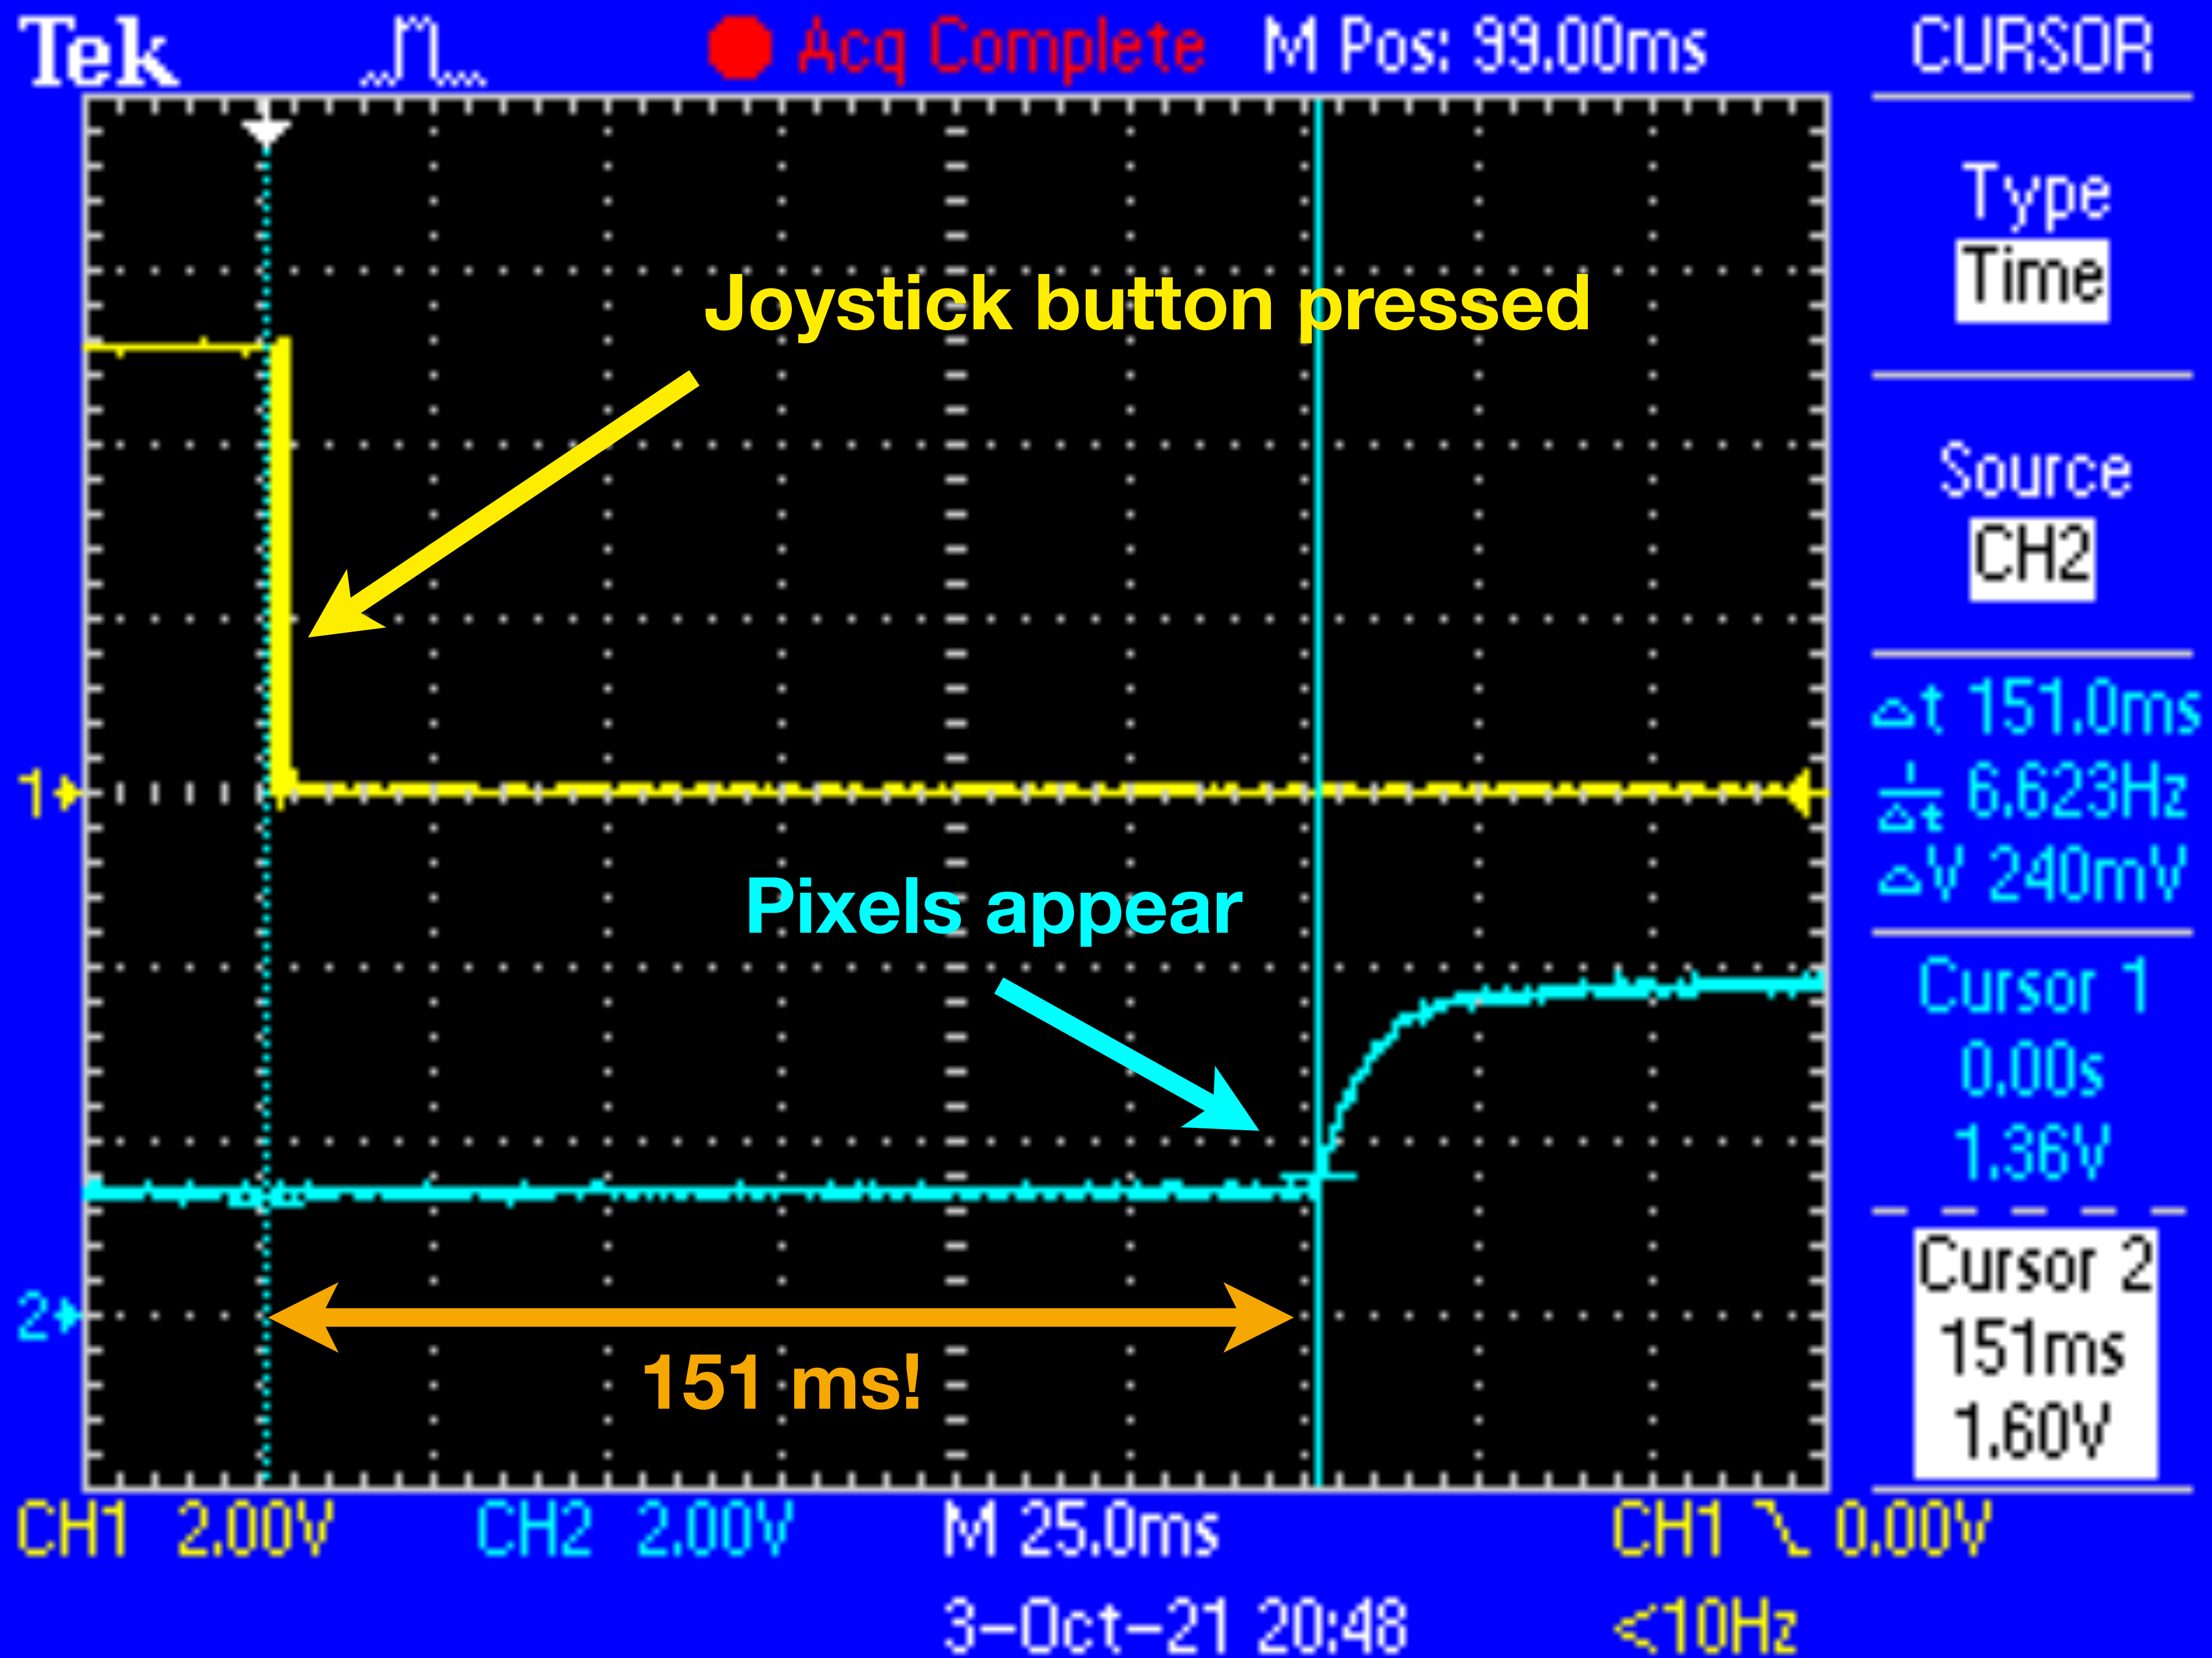 Tek
Acq Complete
M Pos: 99.00ms
CURSOR
Type
Time
Joystick button pressed
Source
CH2
Δt 151.0ms
1/Δt 6.623Hz
ΔV 240mV
1
Pixels appear
Cursor 1
0.00s
1.36V
Cursor 2
151ms
1.60V
2
151 ms!
CH1 2.00V
CH2 2.00V
M 25.0ms
CH1 0.00V
3-Oct-21 20:48
<10Hz